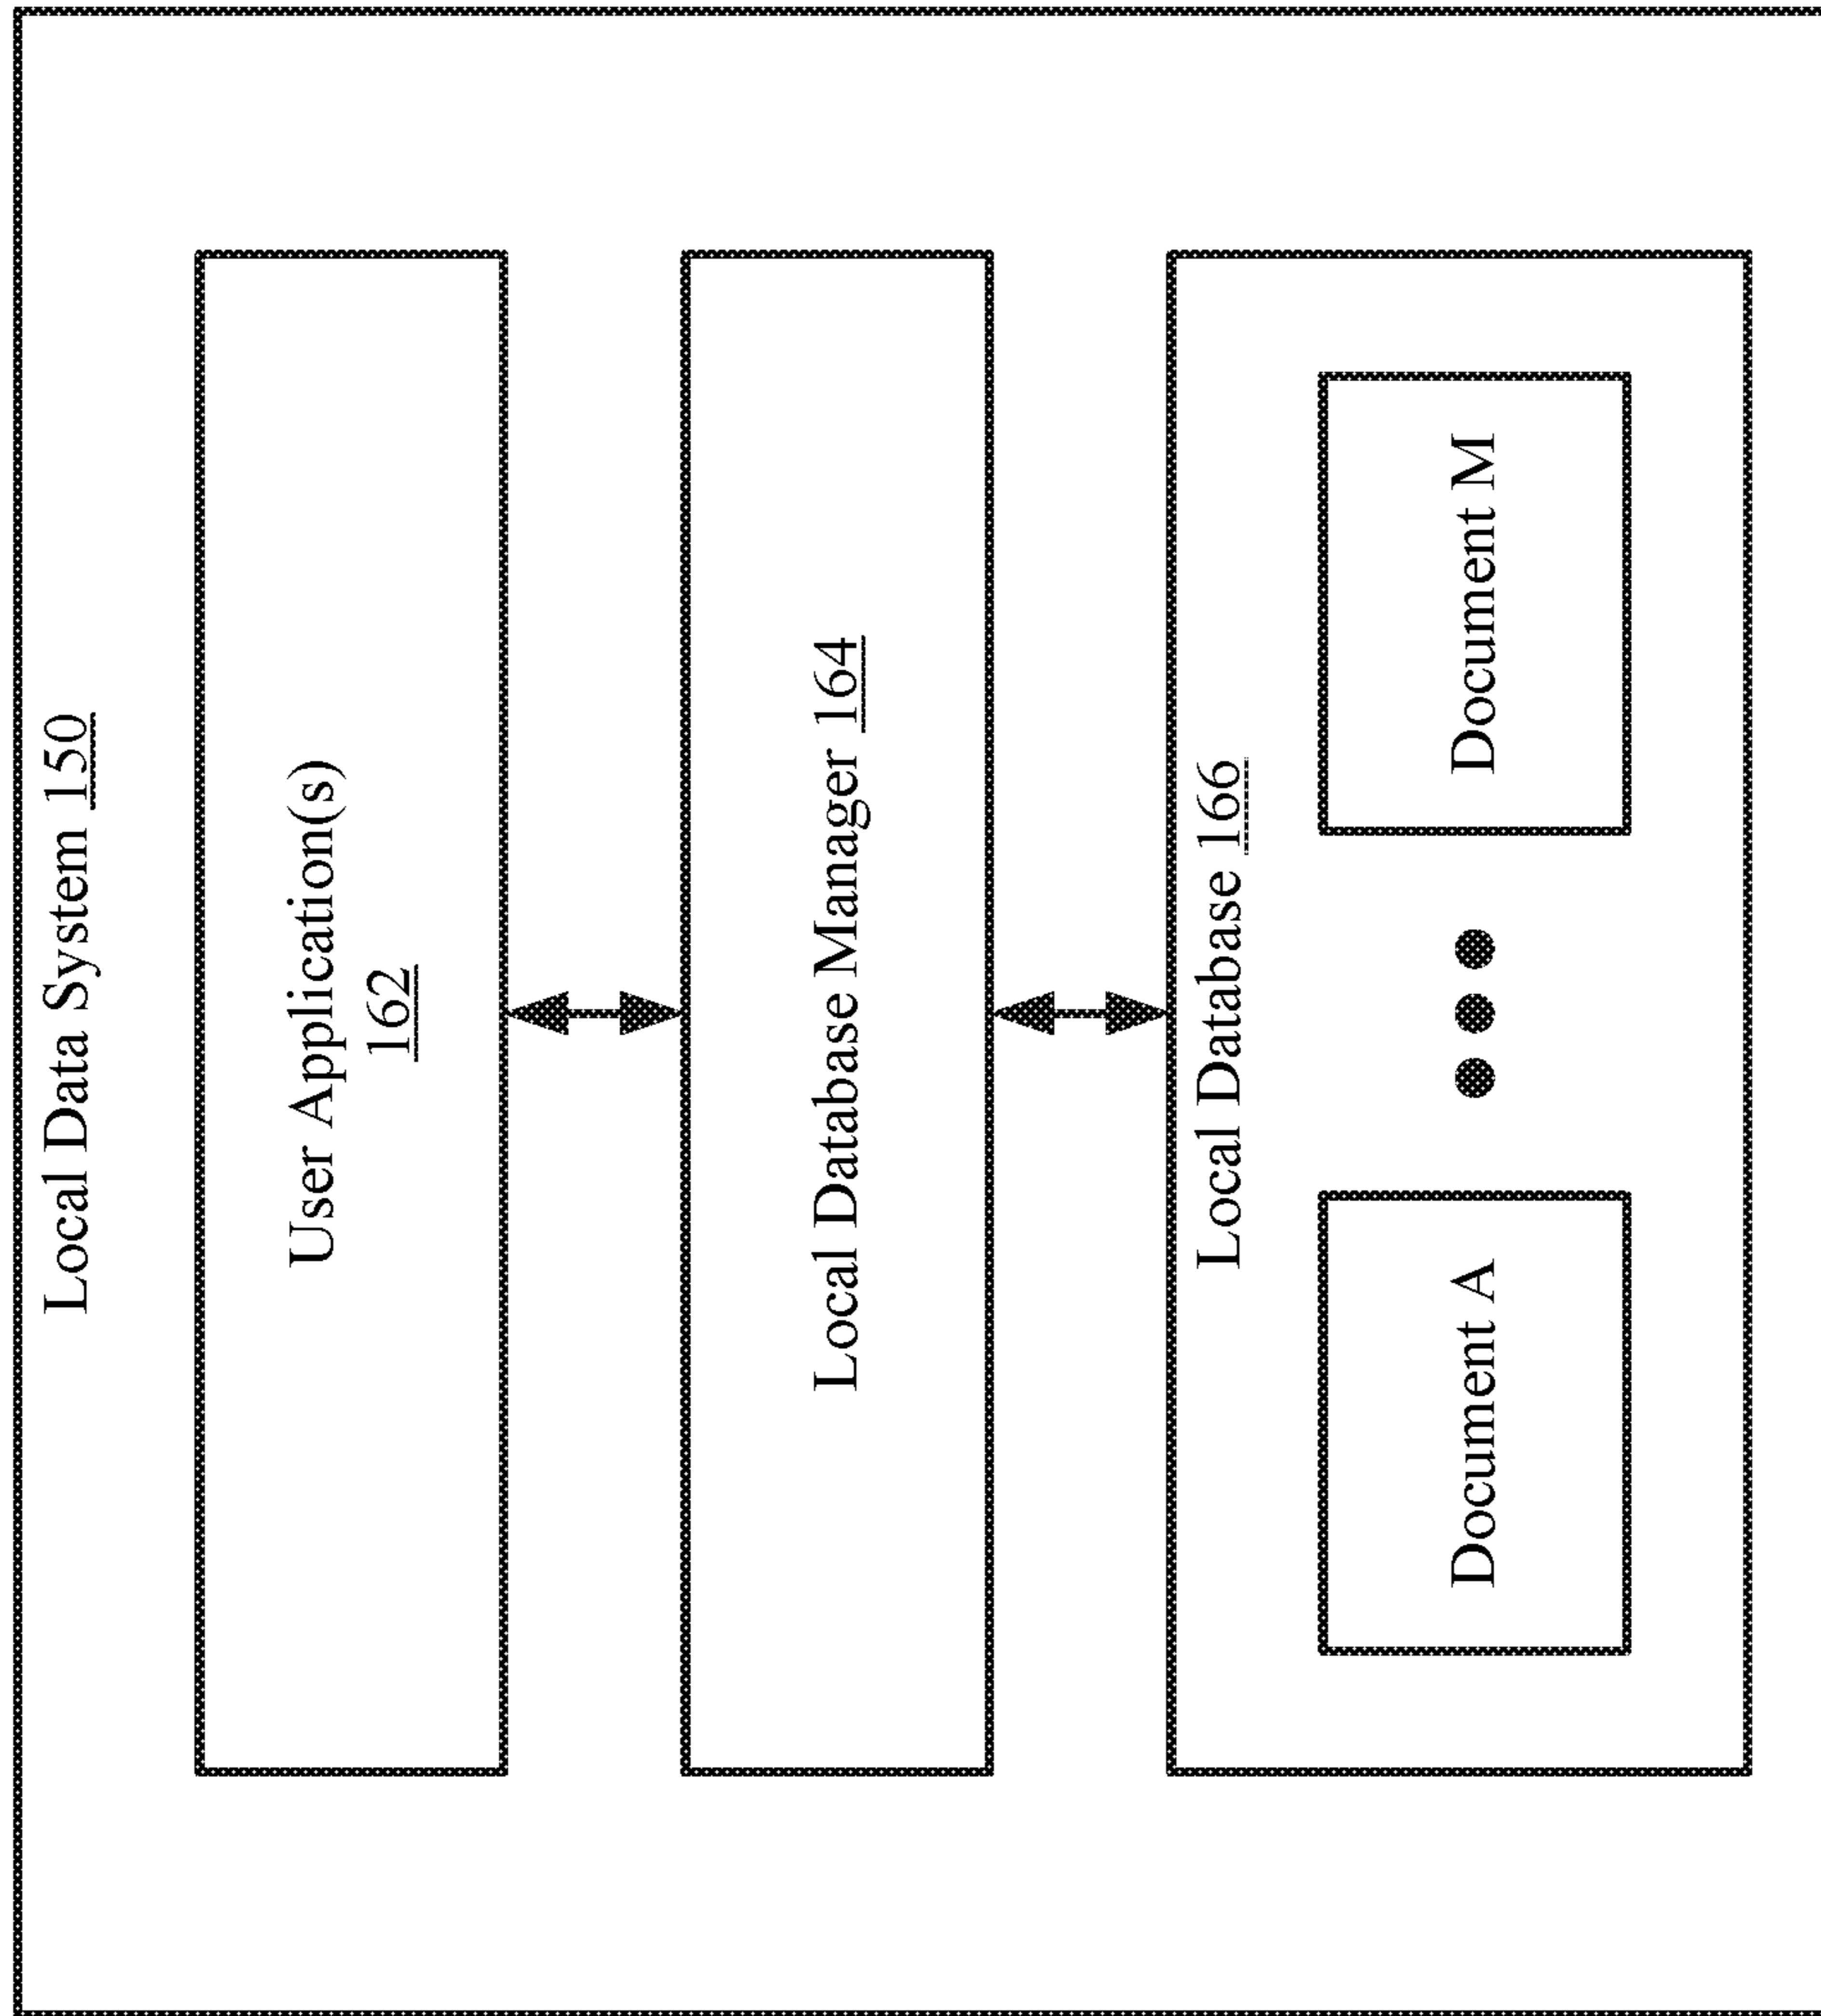 Local Data System 150
User Application(s)
162
Local Database Manager 164
Local Database 166
Document A
Document M